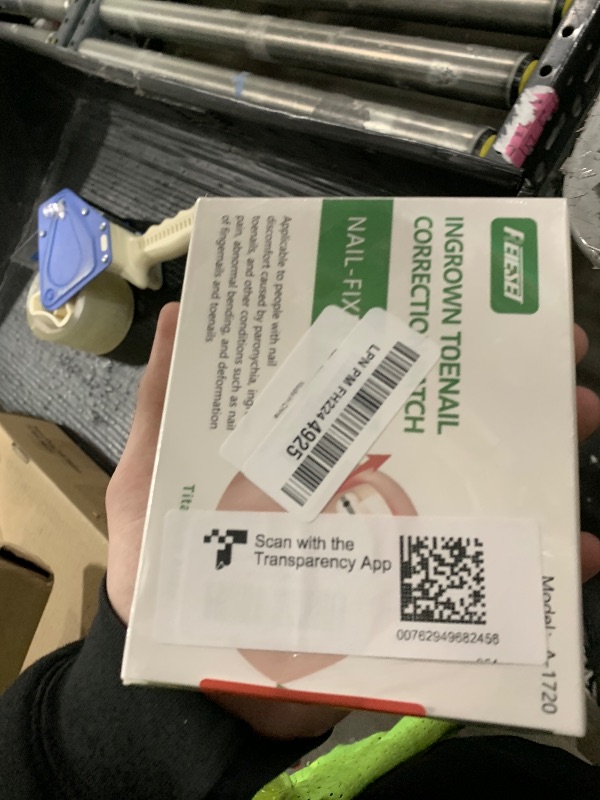 INGROWN TOENAIL
CORRECTIO
ATCH
NAIL-FIX
Applicable to people with nail
discomfort caused by paronychia, ing
toenails, and other conditions such as nail
pain, abnormal bending, and deformation
of fingernails and toenails
LPN PM FH224 4925
Tita
Scan with the
Transparency App
00762949682458
Model: A-1720